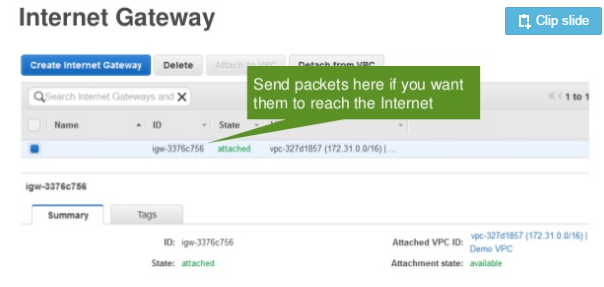 Internet Gateway
Clip slide
Create Internet Gateway Delete Attach to VPC Detach from VPC
Send packets here if you want
them to reach the Internet
Search Internet Gateways and X
« < 1 to 1
Name ID State
igw-3376c756 attached vpc-327d1857 (172.31.0.0/16) | ...
igw-3376c756
Summary Tags
ID: igw-3376c756 Attached VPC ID: vpc-327d1857 (172.31.0.0/16) |
Demo VPC
State: attached Attachment state: available